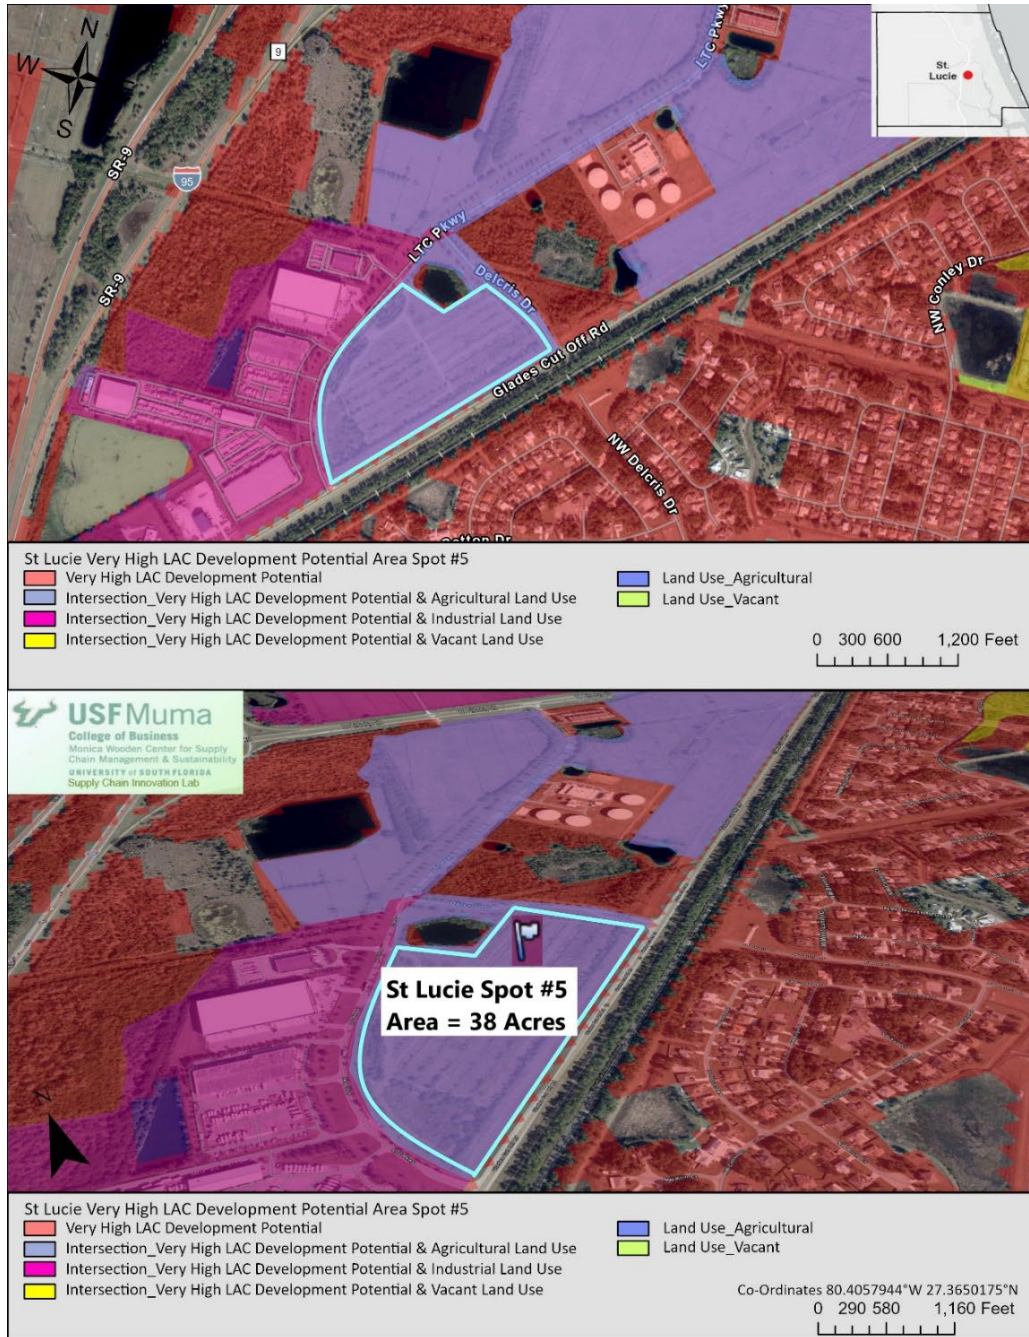 N
W
S
9
SR-9
95
SR-9
LTC Pkwy
LTC Pkwy
Delcris Dr
Glades Cut Off Rd
NW Conley Dr
NW Delcris Dr
St.
Lucie
St Lucie Very High LAC Development Potential Area Spot #5
Very High LAC Development Potential
Intersection_Very High LAC Development Potential & Agricultural Land Use
Intersection_Very High LAC Development Potential & Industrial Land Use
Intersection_Very High LAC Development Potential & Vacant Land Use
Land Use_Agricultural
Land Use_Vacant
0 300 600 1,200 Feet
USF Muma
College of Business
Monica Wooden Center for Supply
Chain Management & Sustainability
UNIVERSITY of SOUTH FLORIDA
Supply Chain Innovation Lab
St Lucie Spot #5
Area = 38 Acres
N
St Lucie Very High LAC Development Potential Area Spot #5
Very High LAC Development Potential
Intersection_Very High LAC Development Potential & Agricultural Land Use
Intersection_Very High LAC Development Potential & Industrial Land Use
Intersection_Very High LAC Development Potential & Vacant Land Use
Land Use_Agricultural
Land Use_Vacant
Co-Ordinates 80.4057944°W 27.3650175°N
0 290 580 1,160 Feet